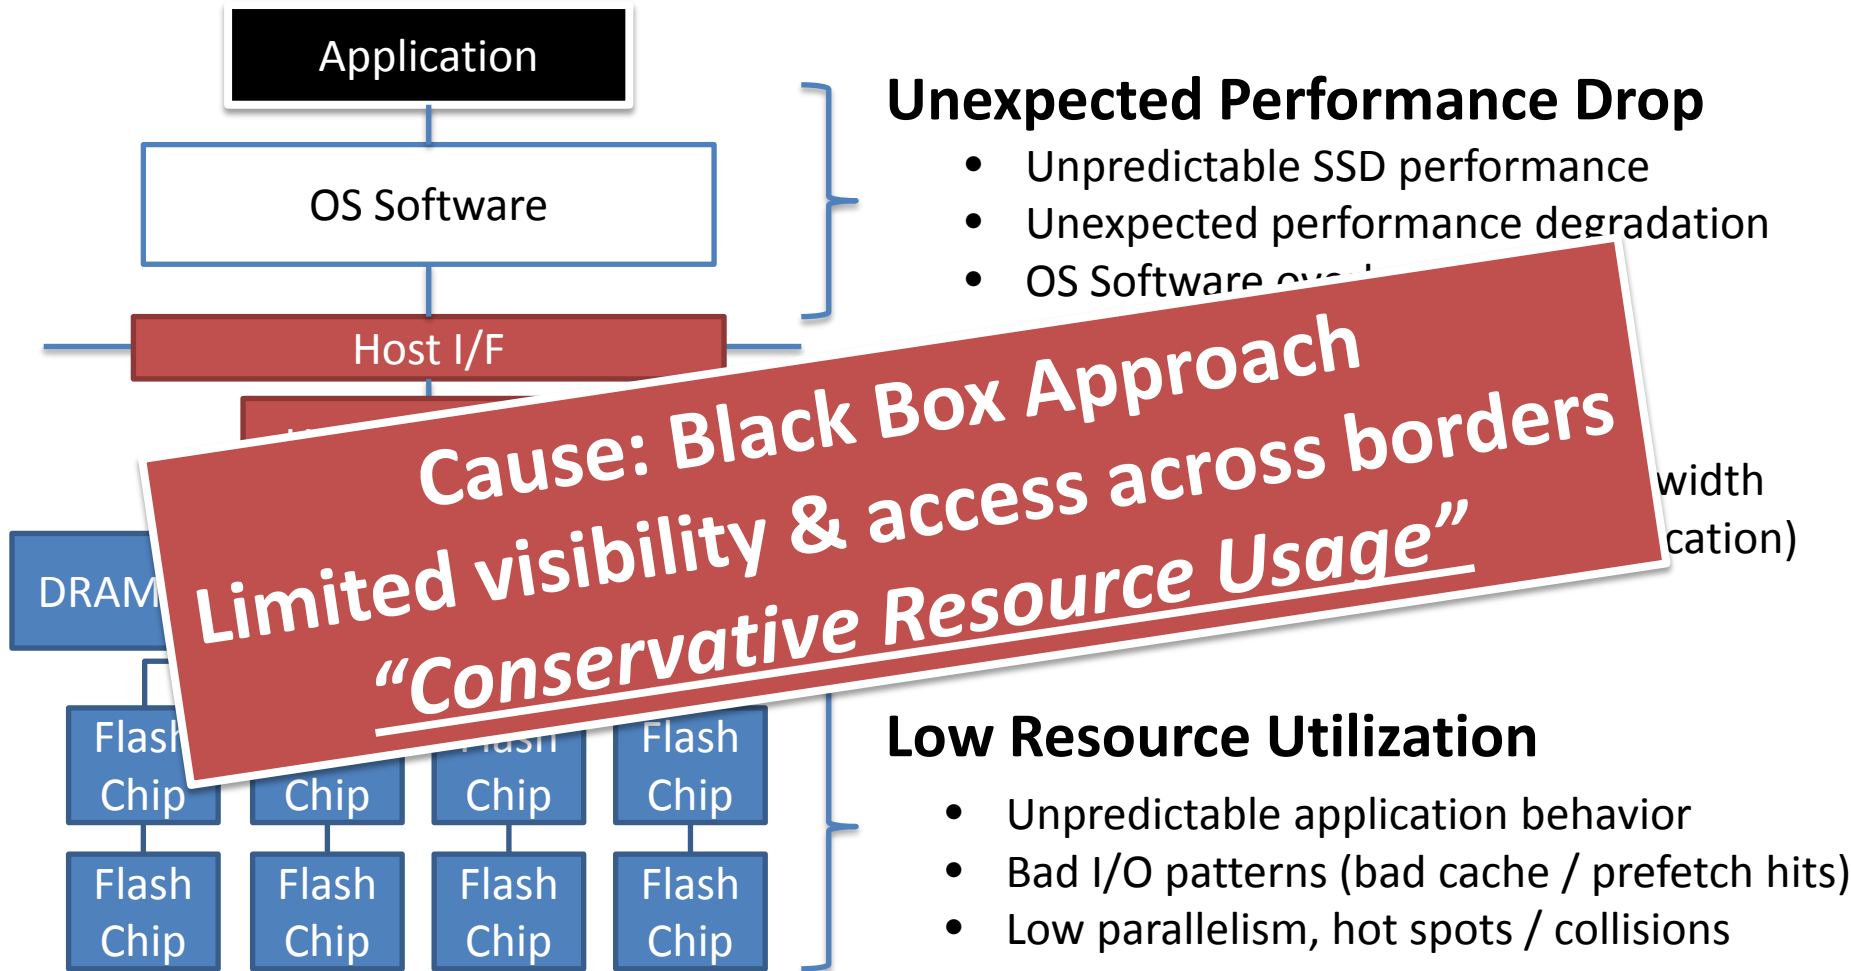 Application
Unexpected Performance Drop
• Unpredictable SSD performance
OS Software
• Unexpected performance degradation
• OS Software
Host I/F
Cause: Black Box Approach
Limited visibility & access across borders
“Conservative Resource Usage”
width
cation)
DRAM
Flash Chip
Flash Chip
Flash Chip
Flash Chip
Low Resource Utilization
• Unpredictable application behavior
• Bad I/O patterns (bad cache / prefetch hits)
• Low parallelism, hot spots / collisions
Flash Chip
Flash Chip
Flash Chip
Flash Chip